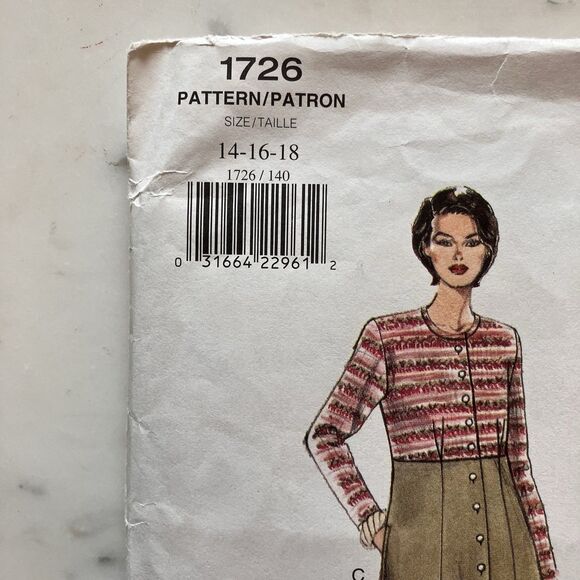 1726
PATTERN/PATRON
SIZE/TAILLE
14-16-18
1726 / 140
0 31664 22961 2
C